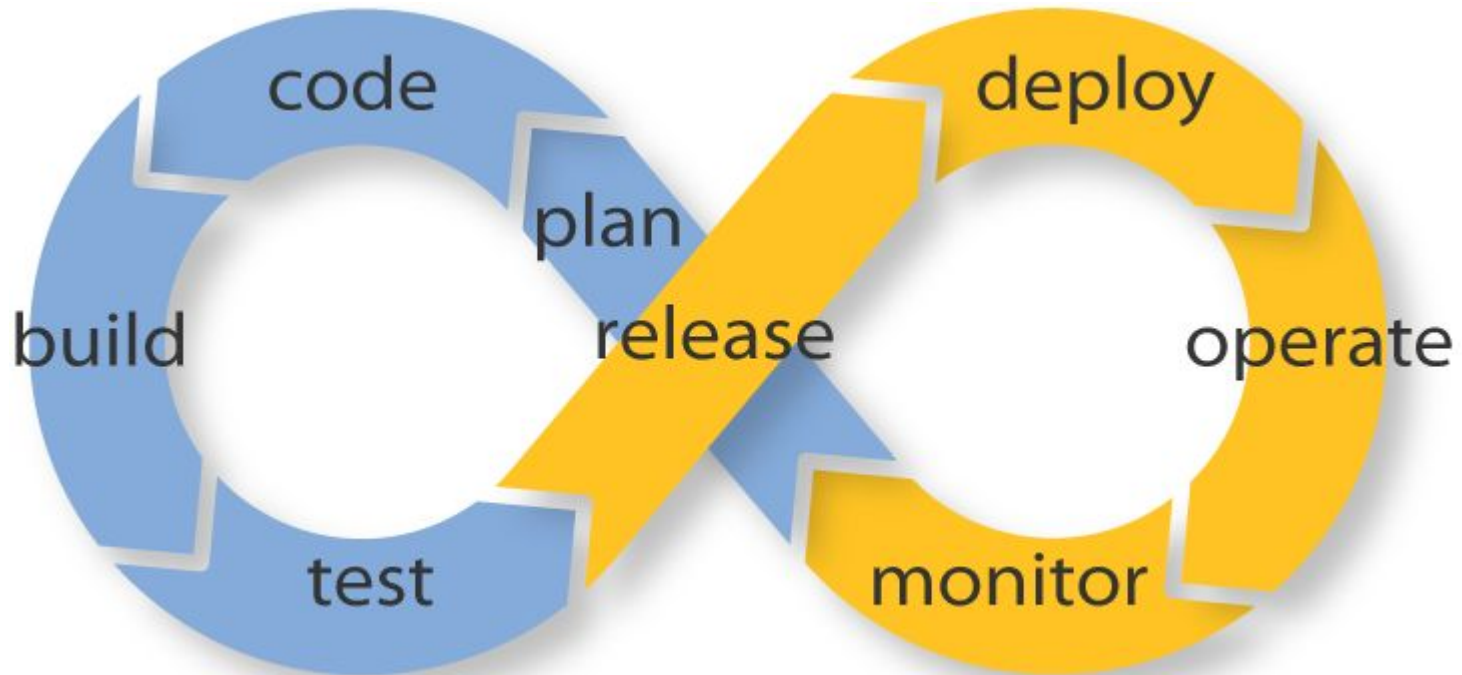 code
deploy
plan
release
build
operate
test
monitor